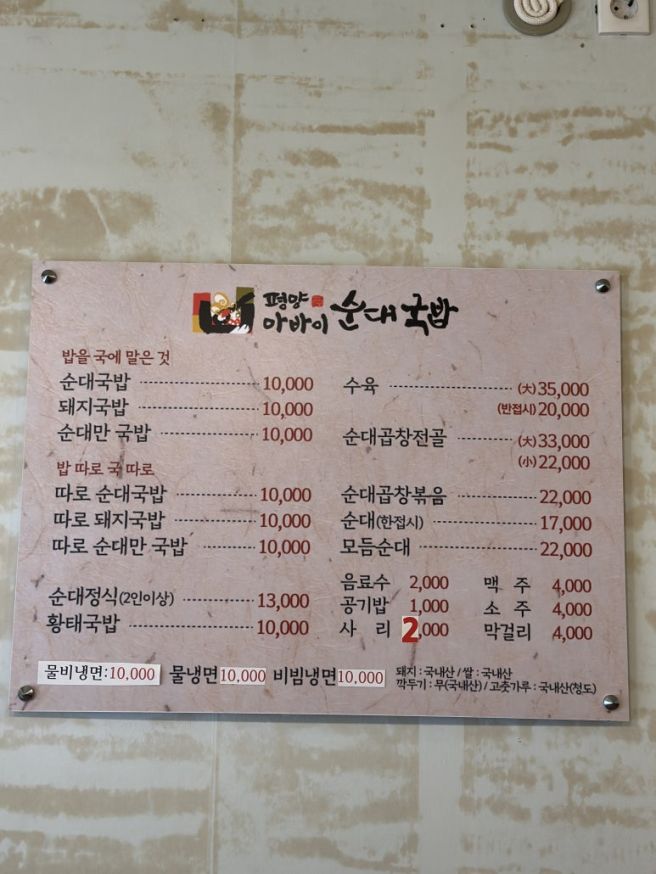 평양
아바이 순대국밥
밥을 국에 말은 것
순대국밥 10,000
돼지국밥 10,000
순대만 국밥 10,000
밥 따로 국 따로
따로 순대국밥 10,000
따로 돼지국밥 10,000
따로 순대만 국밥 10,000
순대정식(2인이상) 13,000
황태국밥 10,000
수육 (大)35,000
(반접시)20,000
순대곱창전골 (大)33,000
(小)22,000
순대곱창볶음 22,000
순대(한접시) 17,000
모듬순대 22,000
음료수 2,000 맥 주 4,000
공기밥 1,000 소 주 4,000
사 리 2,000 막걸리 4,000
물비냉면:10,000 물냉면 10,000 비빔냉면 10,000
돼지 : 국내산 / 쌀 : 국내산
깍두기 : 무(국내산) / 고춧가루 : 국내산(청도)